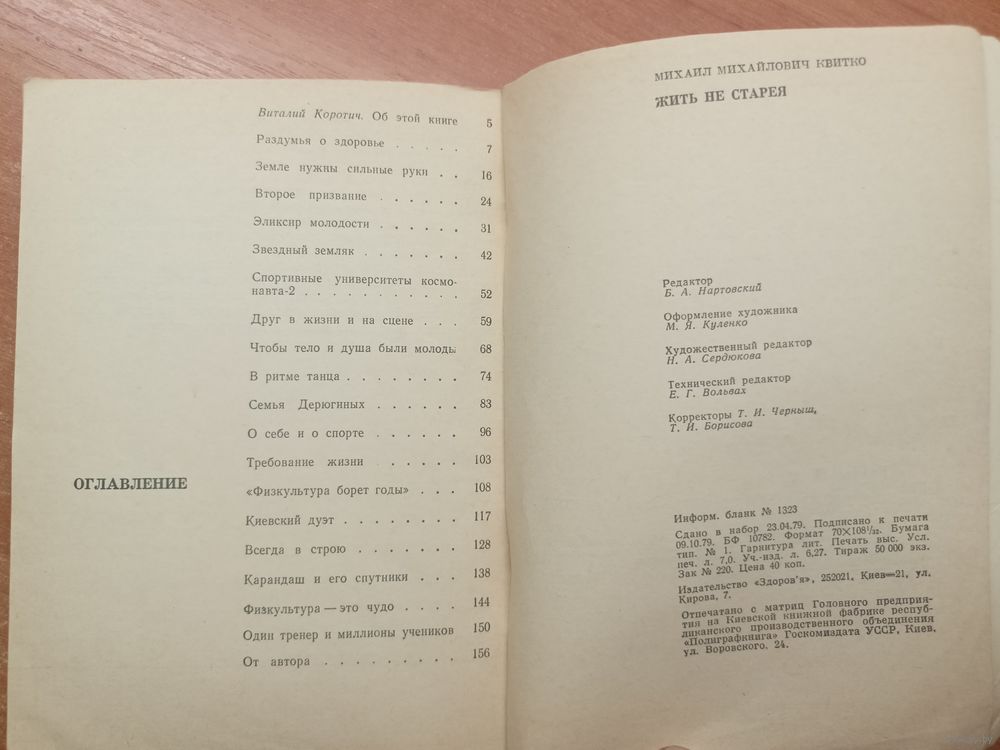 Виталий Коротич. Об этой книге 5
Раздумья о здоровье . . . . . 7
Земле нужны сильные руки . . 16
Второе призвание . . . . . . 24
Эликсир молодости . . . . . . 31
Звездный земляк . . . . . . . 42
Спортивные университеты космо-
навта-2 . . . . . . . . . . . 52
Друг в жизни и на сцене . . . 59
Чтобы тело и душа были молоды 68
В ритме танца . . . . . . . . 74
Семья Дерюгиных . . . . . . 83
О себе и о спорте . . . . . . 96
Требование жизни . . . . . 103
«Физкультура борет годы» . . . 108
Киевский дуэт . . . . . . . . 117
Всегда в строю . . . . . . . 128
Карандаш и его спутники . . . 138
Физкультура — это чудо . . . . 144
Один тренер и миллионы учеников 150
От автора . . . . . . . . . 156
ОГЛАВЛЕНИЕ
МИХАИЛ МИХАЙЛОВИЧ КВИТКО
ЖИТЬ НЕ СТАРЕЯ
Редактор
Б. А. Нартовский
Оформление художника
М. Я. Куленко
Художественный редактор
Н. А. Сердюкова
Технический редактор
Е. Г. Вольвах
Корректоры Т. И. Черныш,
Т. И. Борисова
Информ. бланк № 1323
Сдано в набор 23.04.79. Подписано к печати
09.10.79. БФ 10782. Формат 70×108¹/₃₂. Бумага
тип. № 1. Гарнитура лит. Печать выс. Усл.
печ. л. 7,0. Уч.-изд. л. 6,27. Тираж 50 000 экз.
Зак № 220. Цена 40 коп.
Издательство «Здоров'я», 252021, Киев—21, ул.
Кирова, 7.
Отпечатано с матриц Головного предприя-
тия на Киевской книжной фабрике респуб-
ликанского производственного объединения
«Полиграфкнига» Госкомиздата УССР, Киев,
ул. Воровского. 24.